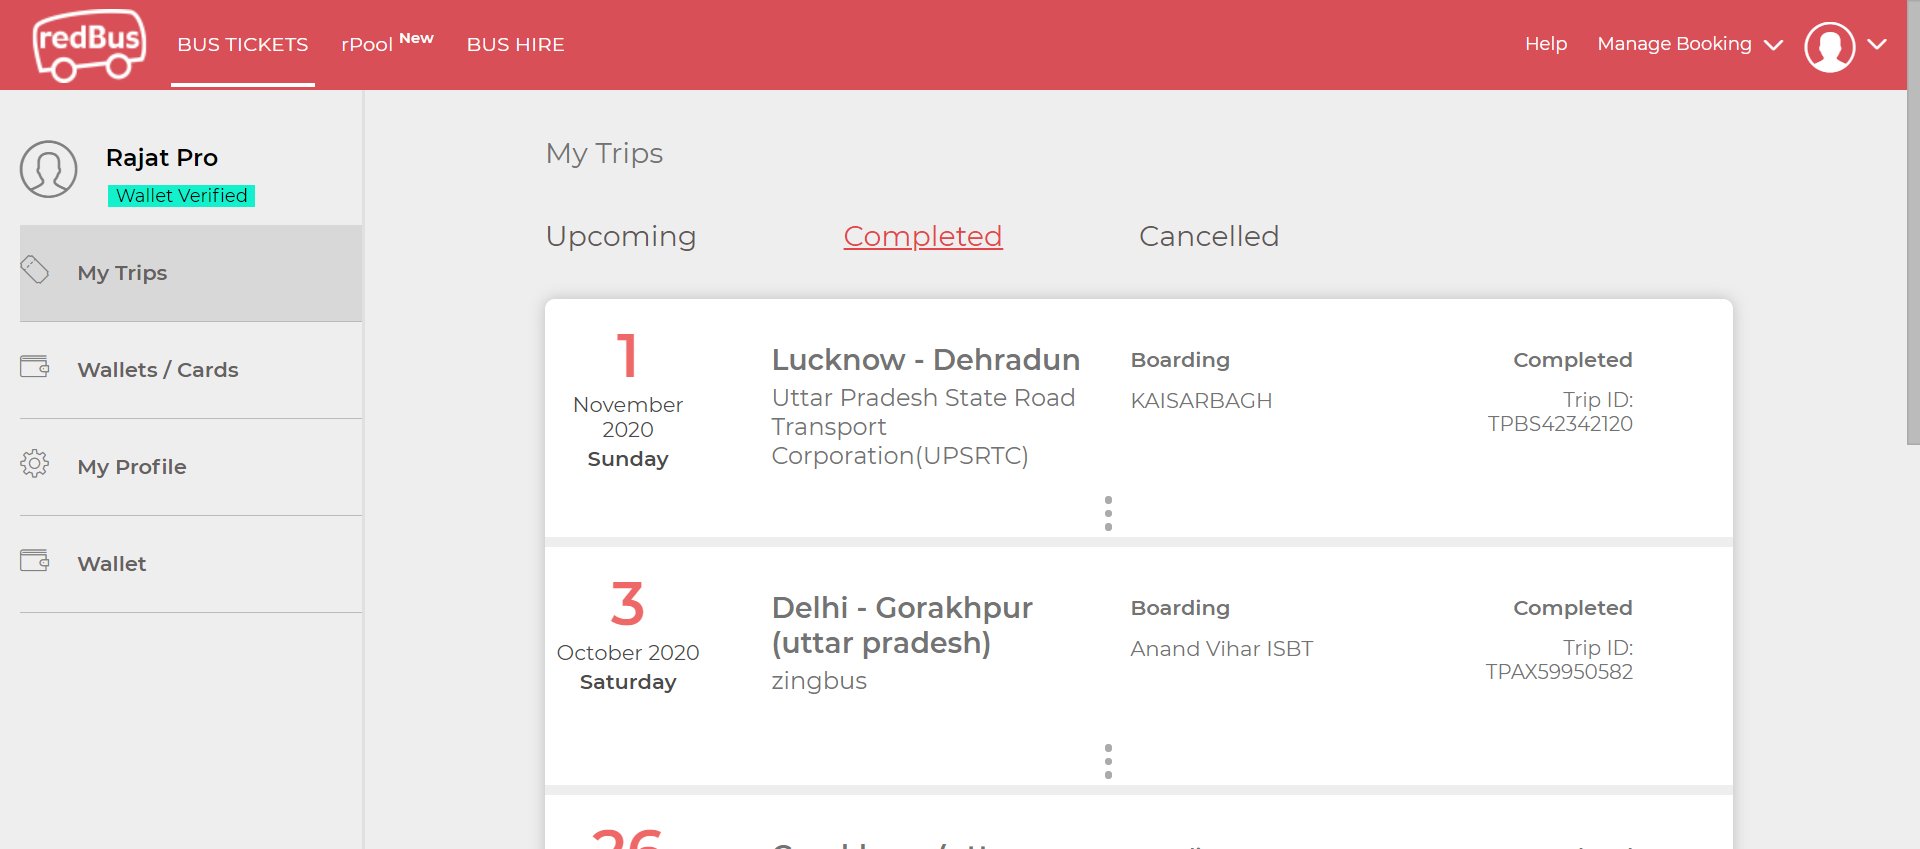 redBus
BUS TICKETS
rPool New
BUS HIRE
Help
Manage Booking
Rajat Pro
Wallet Verified
My Trips
Wallets / Cards
My Profile
Wallet
My Trips
Upcoming
Completed
Cancelled
1
November
2020
Sunday
Lucknow - Dehradun
Uttar Pradesh State Road
Transport
Corporation(UPSRTC)
Boarding
KAISARBAGH
Completed
Trip ID:
TPBS42342120
3
October 2020
Saturday
Delhi - Gorakhpur
(uttar pradesh)
zingbus
Boarding
Anand Vihar ISBT
Completed
Trip ID:
TPAX59950582
26